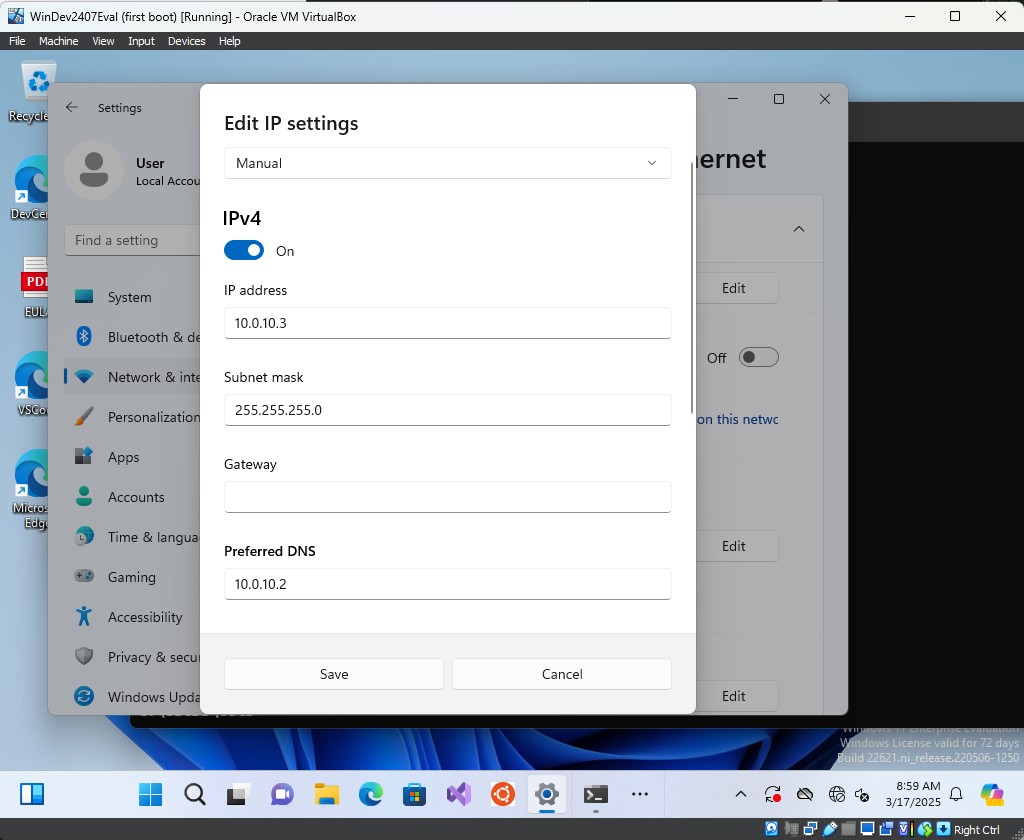 WinDev2407Eval (first boot) [Running] - Oracle VM VirtualBox
File Machine View Input Devices Help
Recycle
DevCen
PDF
EULA
VSCo
Micros
Edge
Settings
User
Local Accou
Find a setting
System
Bluetooth & de
Network & inte
Personalization
Apps
Accounts
Time & langua
Gaming
Accessibility
Privacy & secu
Windows Upda
ernet
Edit
Off
on this netwo
Edit
Edit
Edit IP settings
Manual
IPv4
On
IP address
10.0.10.3
Subnet mask
255.255.255.0
Gateway
Preferred DNS
10.0.10.2
Save Cancel
Windows 11 Enterprise Evaluation
Windows License valid for 72 days
Build 22621.ni_release.220506-1250
8:59 AM
3/17/2025
Right Ctrl